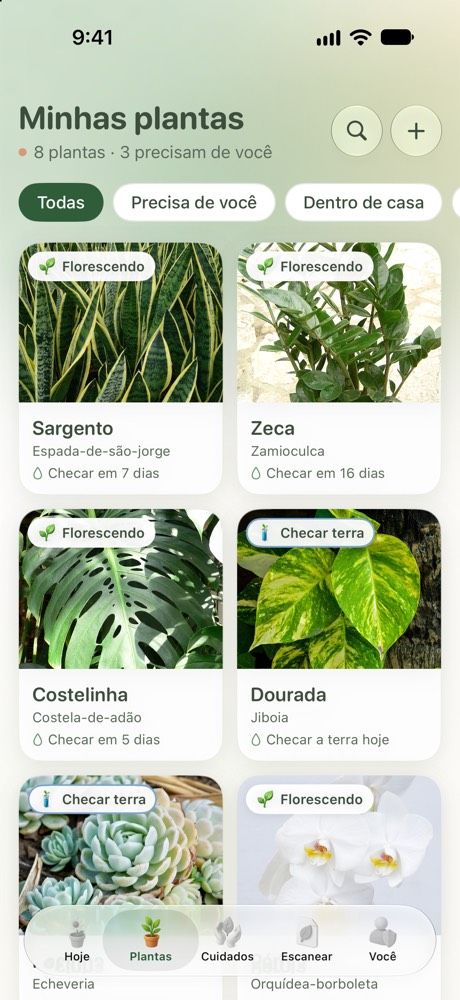 9:41
Minhas plantas
8 plantas · 3 precisam de você
Todas
Precisa de você
Dentro de casa
Florescendo
Florescendo
Sargento
Espada-de-são-jorge
Checar em 7 dias
Zeca
Zamioculca
Checar em 16 dias
Florescendo
Checar terra
Costelinha
Costela-de-adão
Checar em 5 dias
Dourada
Jiboia
Checar a terra hoje
Checar terra
Florescendo
Hoje
Plantas
Cuidados
Escanear
Você
Echeveria
Orquídea-borboleta